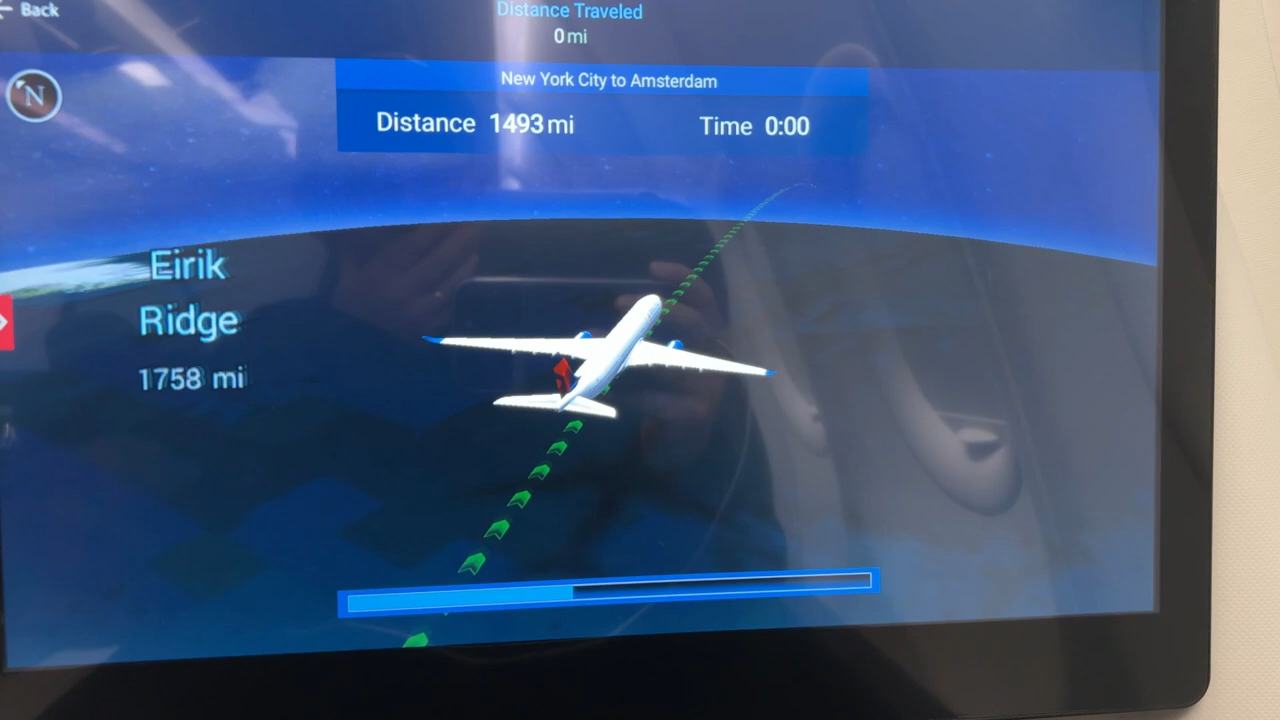 Back
Distance Traveled
0 mi
N
New York City to Amsterdam
Distance 1493 mi Time 0:00
Eirik
Ridge
1758 mi